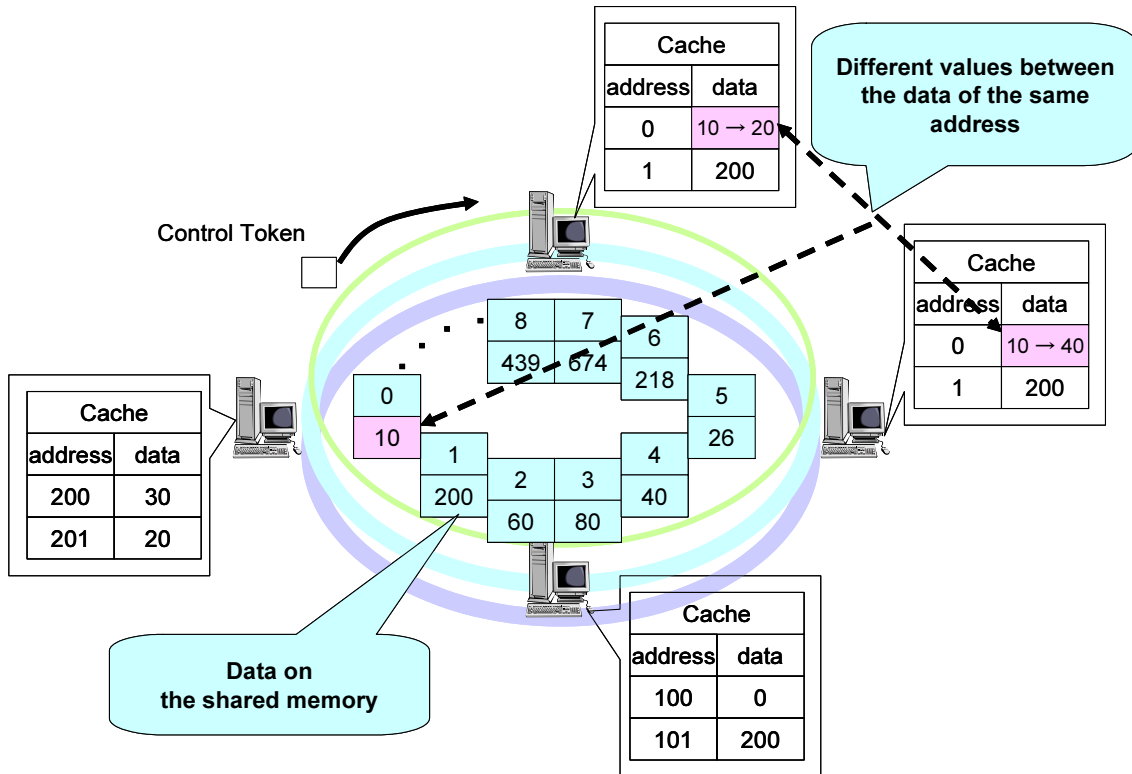 Cache
address data
0 10 → 20
1 200
Different values between
the data of the same
address
Control Token
Cache
address data
0 10 → 40
1 200
8 7 6
439 674 218
0 5
10 26
1 2 3 4
200 60 80 40
Cache
address data
200 30
201 20
Data on
the shared memory
Cache
address data
100 0
101 200